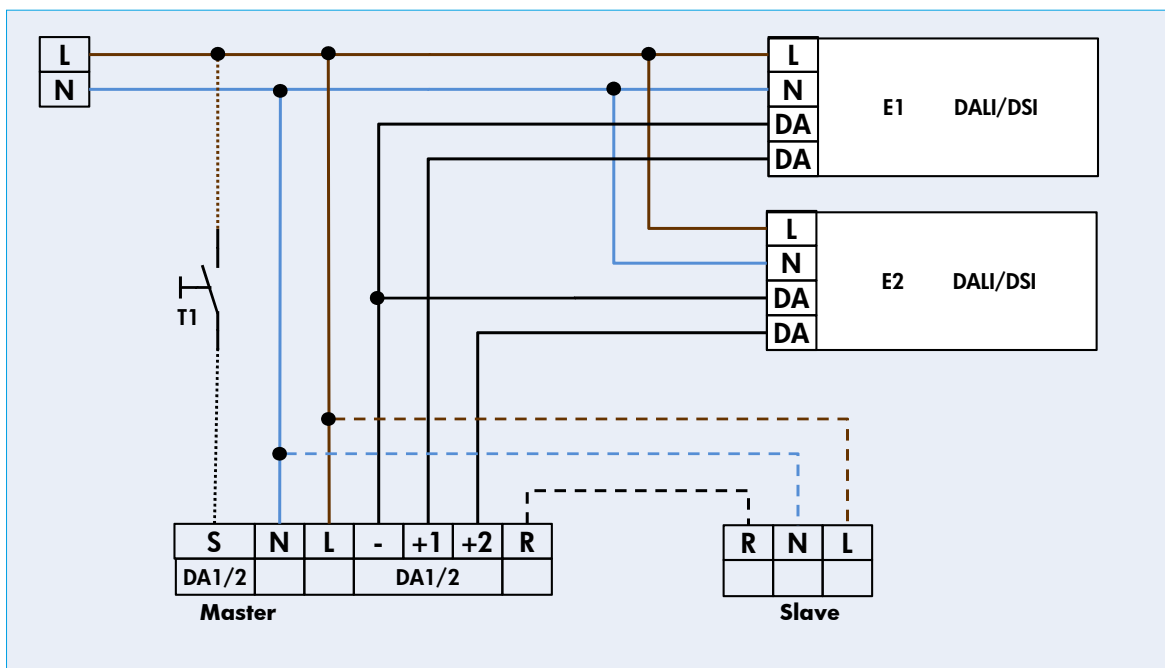 L
N
L
N
DA
DA
E1 DALI/DSI
L
N
DA
DA
E2 DALI/DSI
T1
S N L - +1 +2 R
DA1/2 DA1/2
Master
R N L
Slave